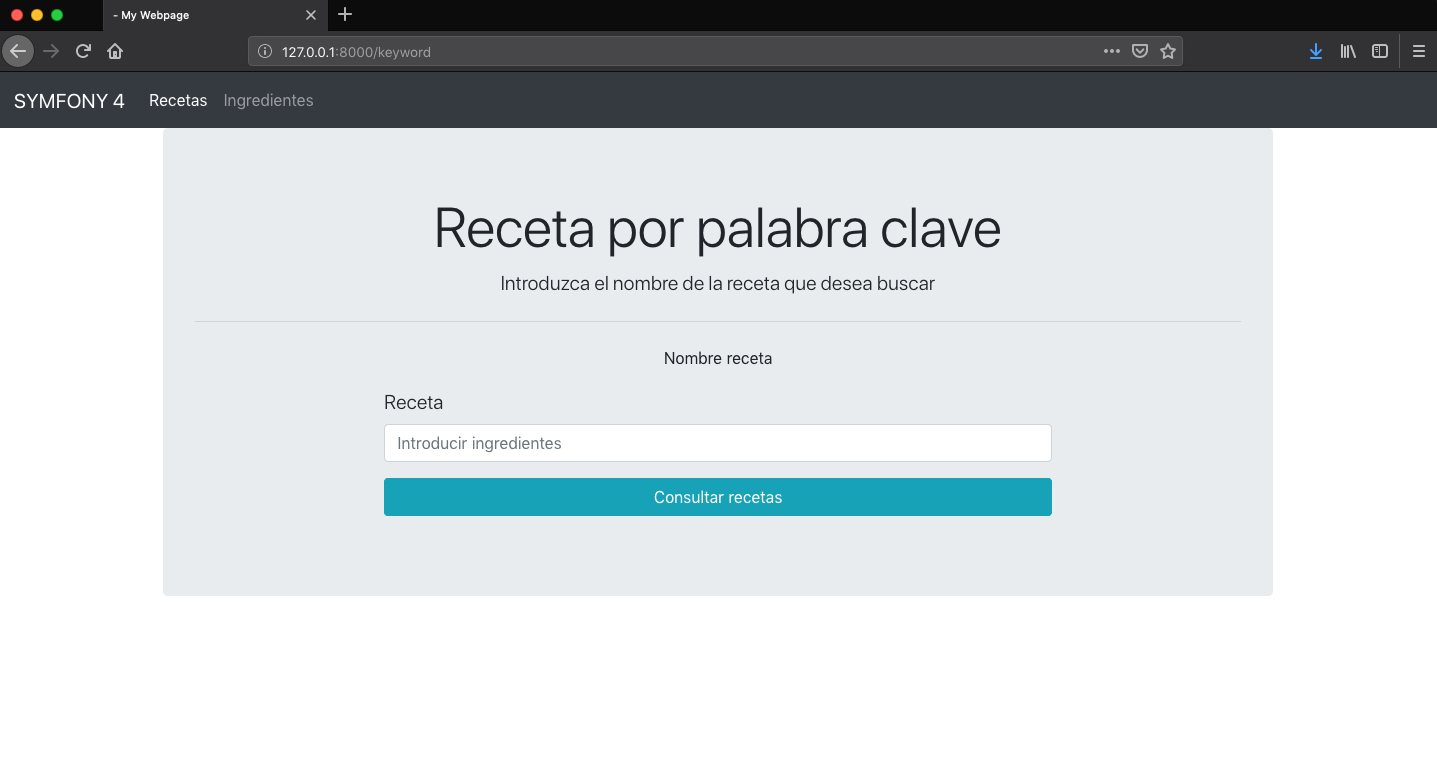 - My Webpage
127.0.0.1:8000/keyword
SYMFONY 4 Recetas Ingredientes
Receta por palabra clave
Introduzca el nombre de la receta que desea buscar
Nombre receta
Receta
Introducir ingredientes
Consultar recetas